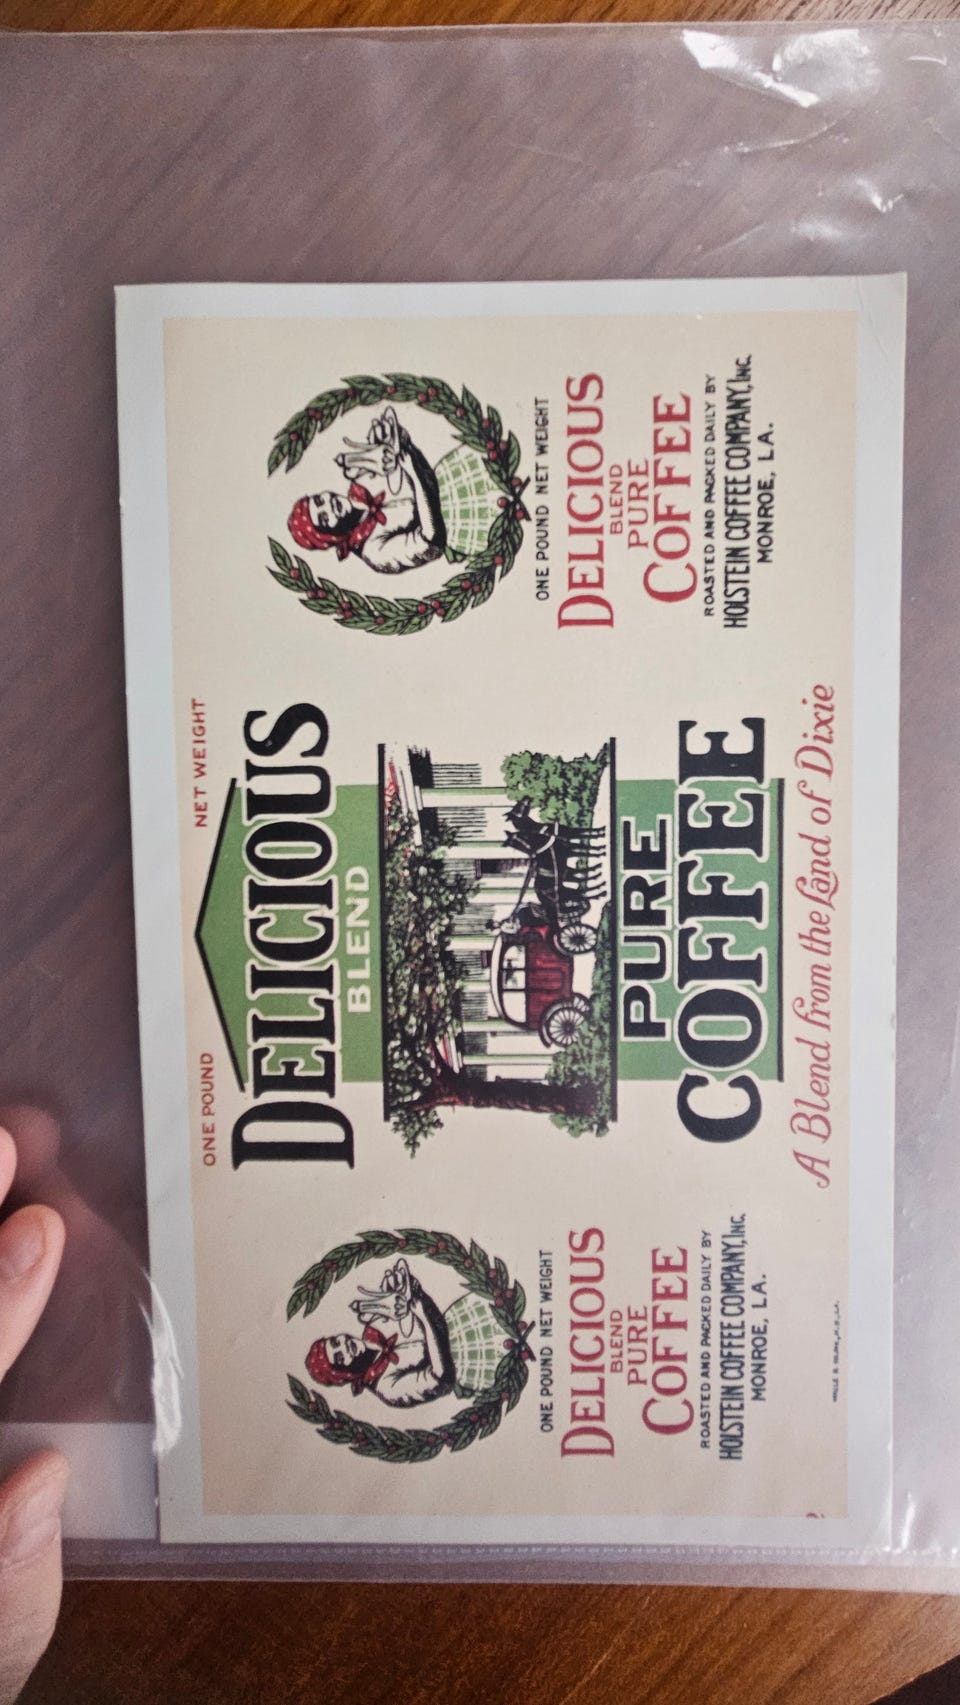 ONE POUND NET WEIGHT
DELICIOUS
BLEND
PURE
COFFEE
ROASTED AND PACKED DAILY BY
HOLSTEIN COFFEE COMPANY, INC.
MONROE, LA.
ONE POUND NET WEIGHT
DELICIOUS
BLEND
PURE
COFFEE
A Blend from the Land of Dixie
ONE POUND NET WEIGHT
DELICIOUS
BLEND
PURE
COFFEE
ROASTED AND PACKED DAILY BY
HOLSTEIN COFFEE COMPANY, INC.
MONROE, LA.